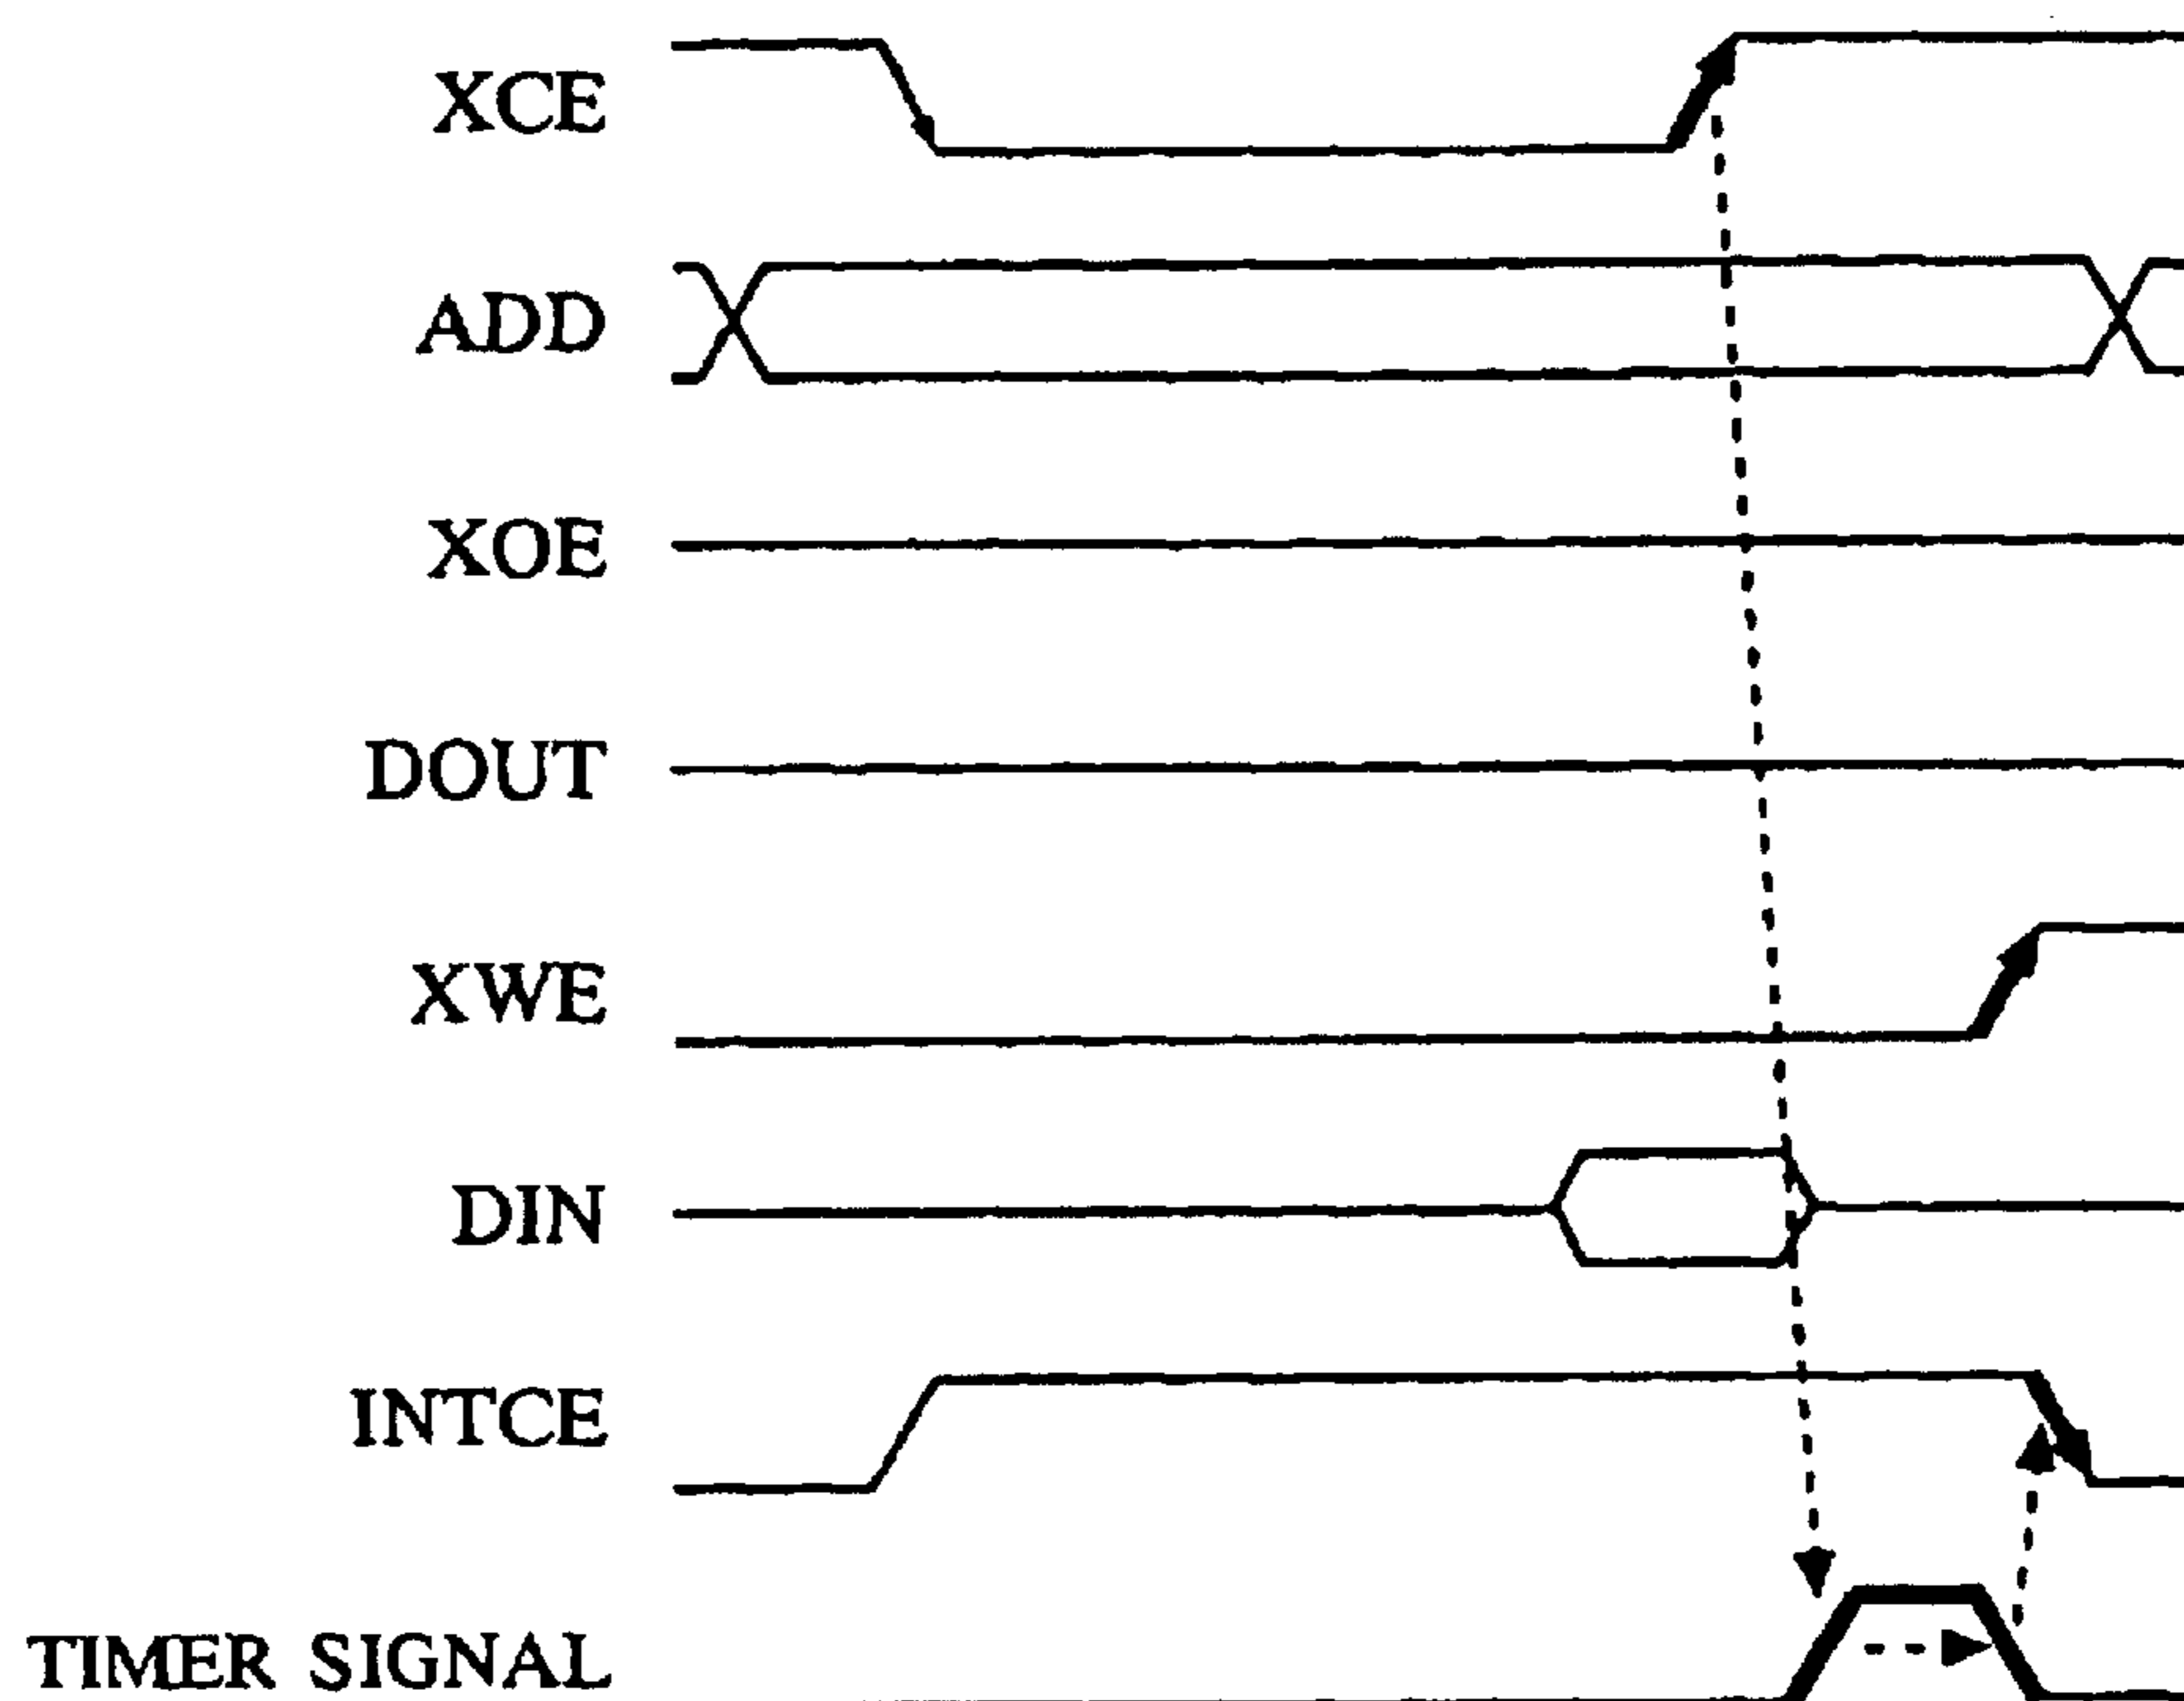 XCE
ADD
XOE
DOUT
XWE
DIN
INTCE
TIMER SIGNAL